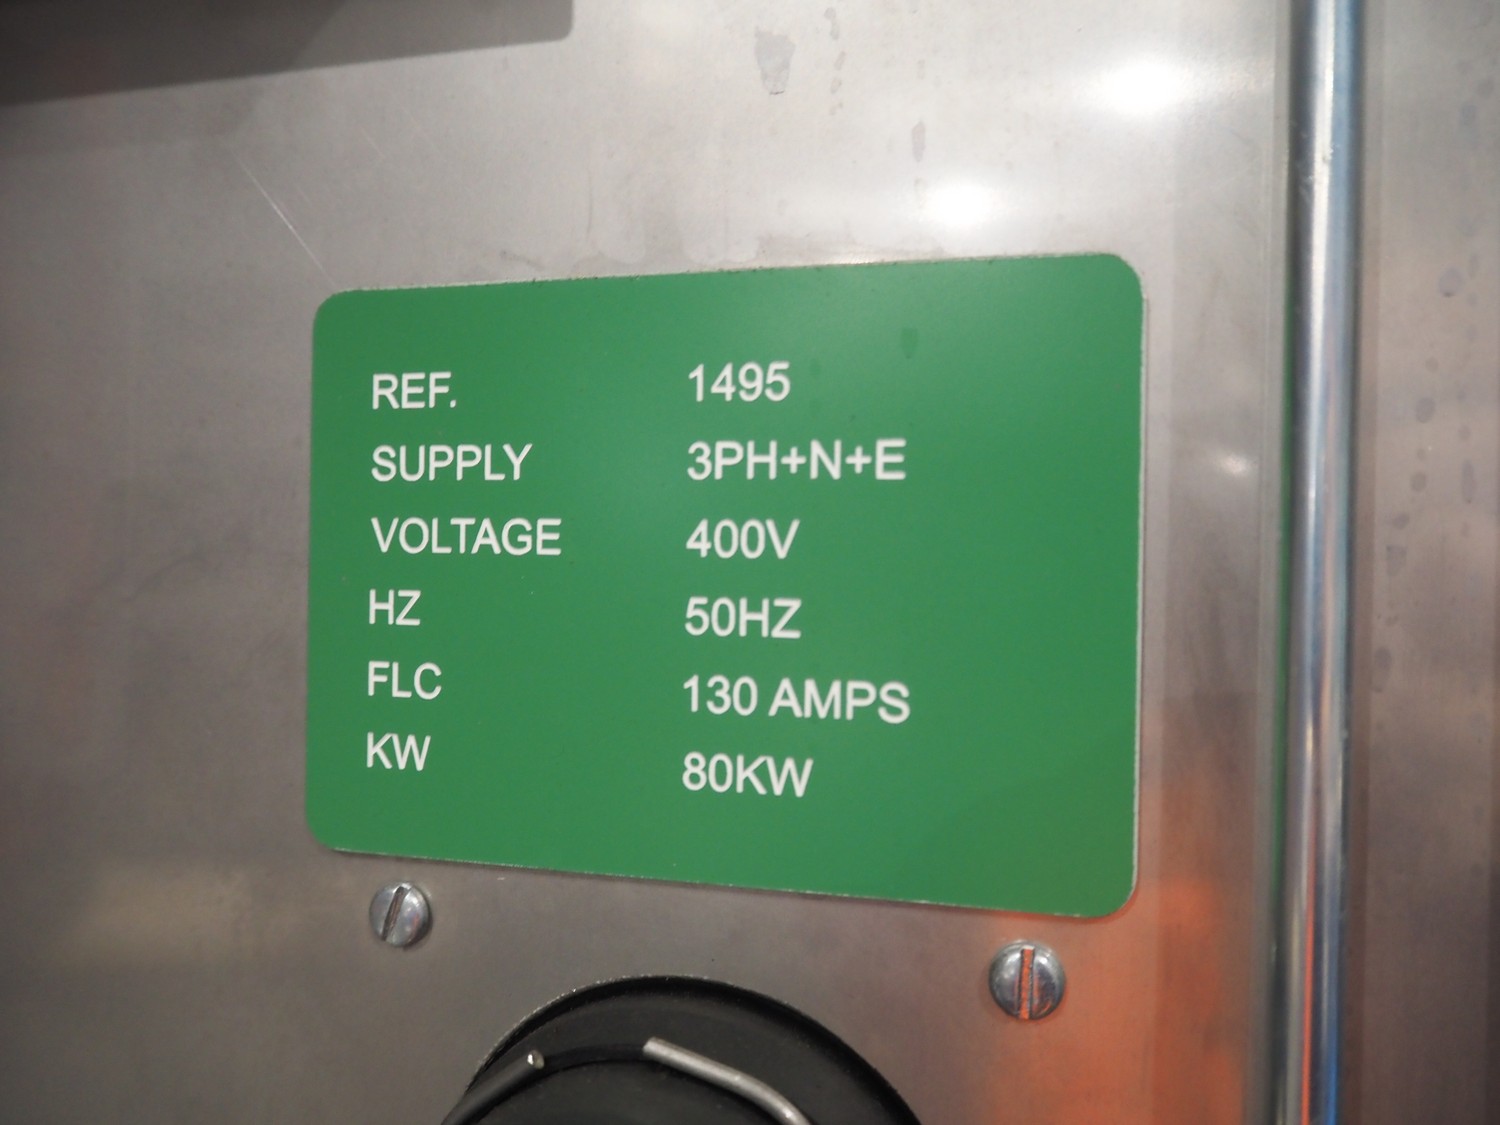 REF. 1495
SUPPLY 3PH+N+E
VOLTAGE 400V
HZ 50HZ
FLC 130 AMPS
KW 80KW